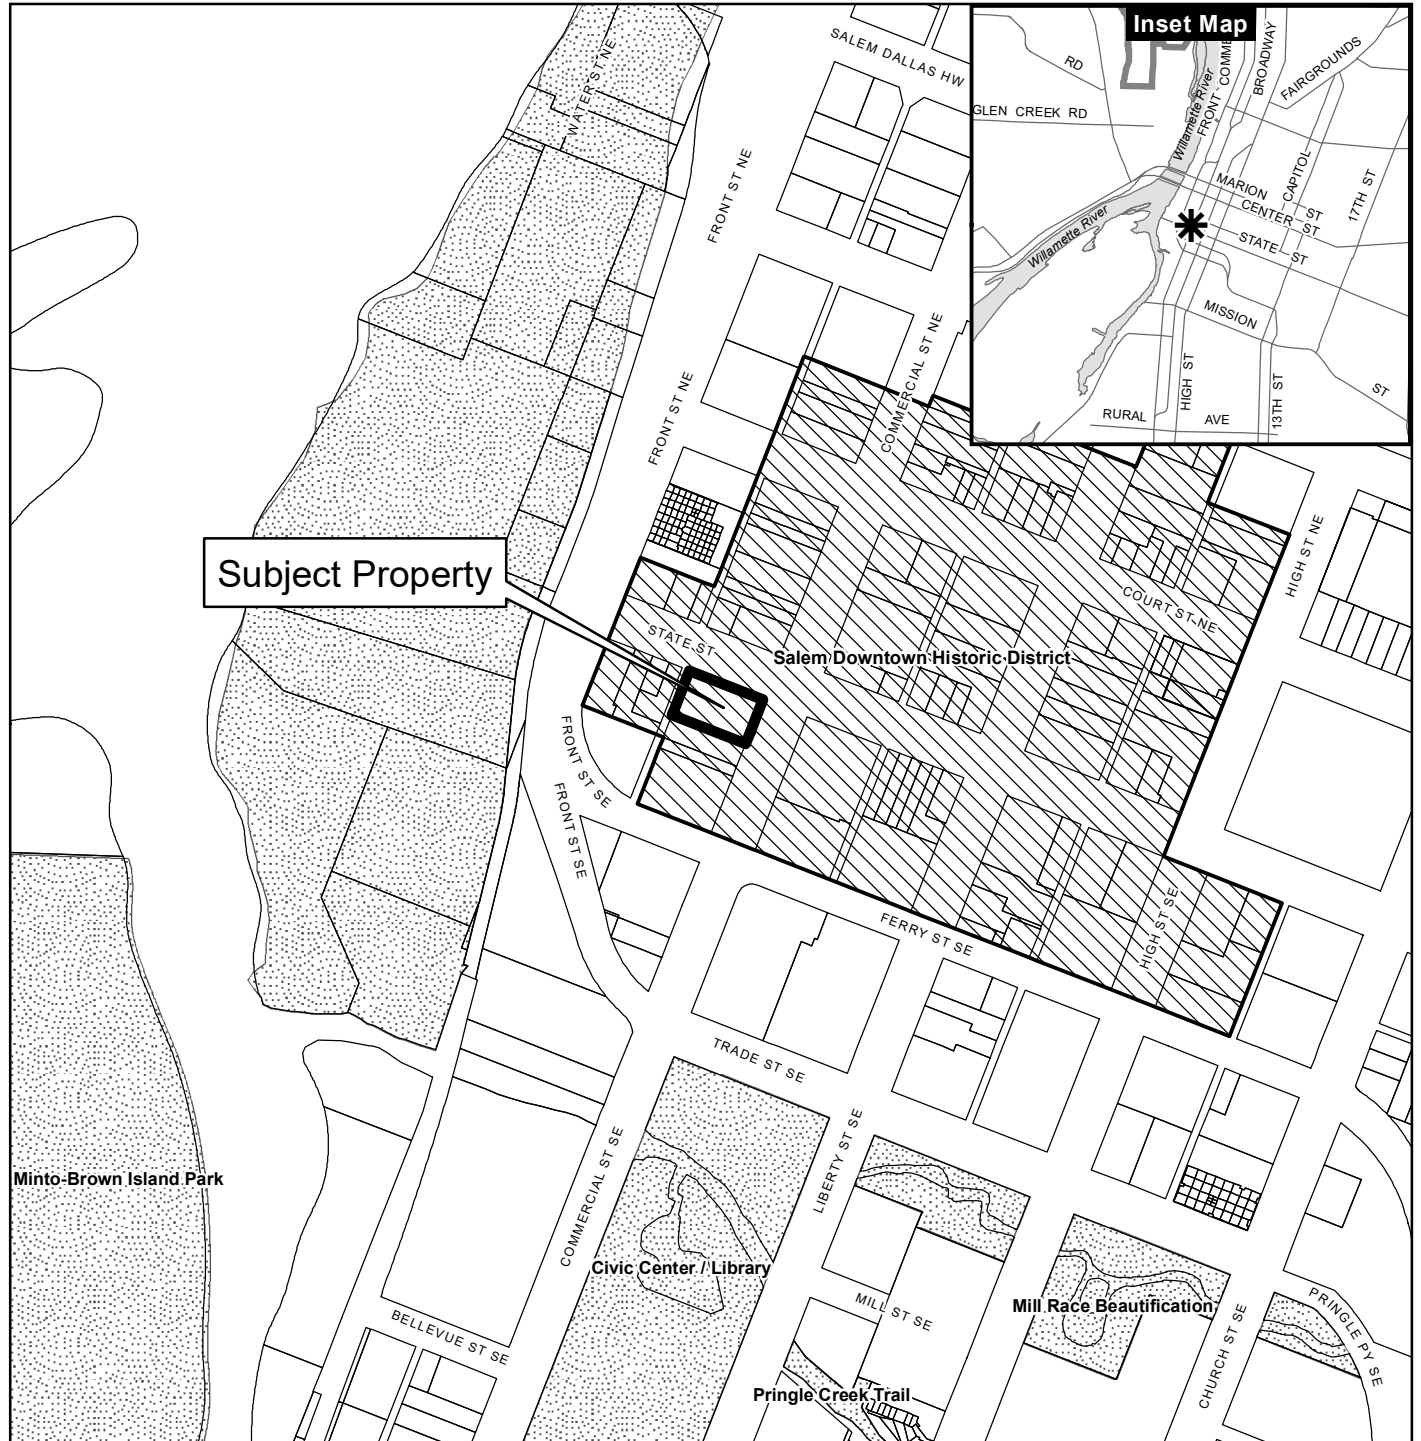 Inset Map
RD
GLEN CREEK RD
Willamette River
FRONT
COMME
BROADWAY
FAIRGROUNDS
MARION ST
CENTER ST
CAPITOL
17TH ST
STATE ST
Willamette River
MISSION ST
HIGH ST
13TH ST
RURAL AVE
SALEM DALLAS HW
WATER ST NE
FRONT ST NE
COMMERCIAL ST NE
FRONT ST NE
HIGH ST NE
Subject Property
COURT ST NE
STATE ST
Salem Downtown Historic District
FRONT ST SE
FRONT ST SE
FERRY ST SE
HIGH ST SE
TRADE ST SE
LIBERTY ST SE
COMMERCIAL ST SE
Minto-Brown Island Park
Civic Center / Library
MILL ST SE
Mill Race Beautification
PRINGLE PY SE
BELLEVUE ST SE
CHURCH ST SE
Pringle Creek Trail